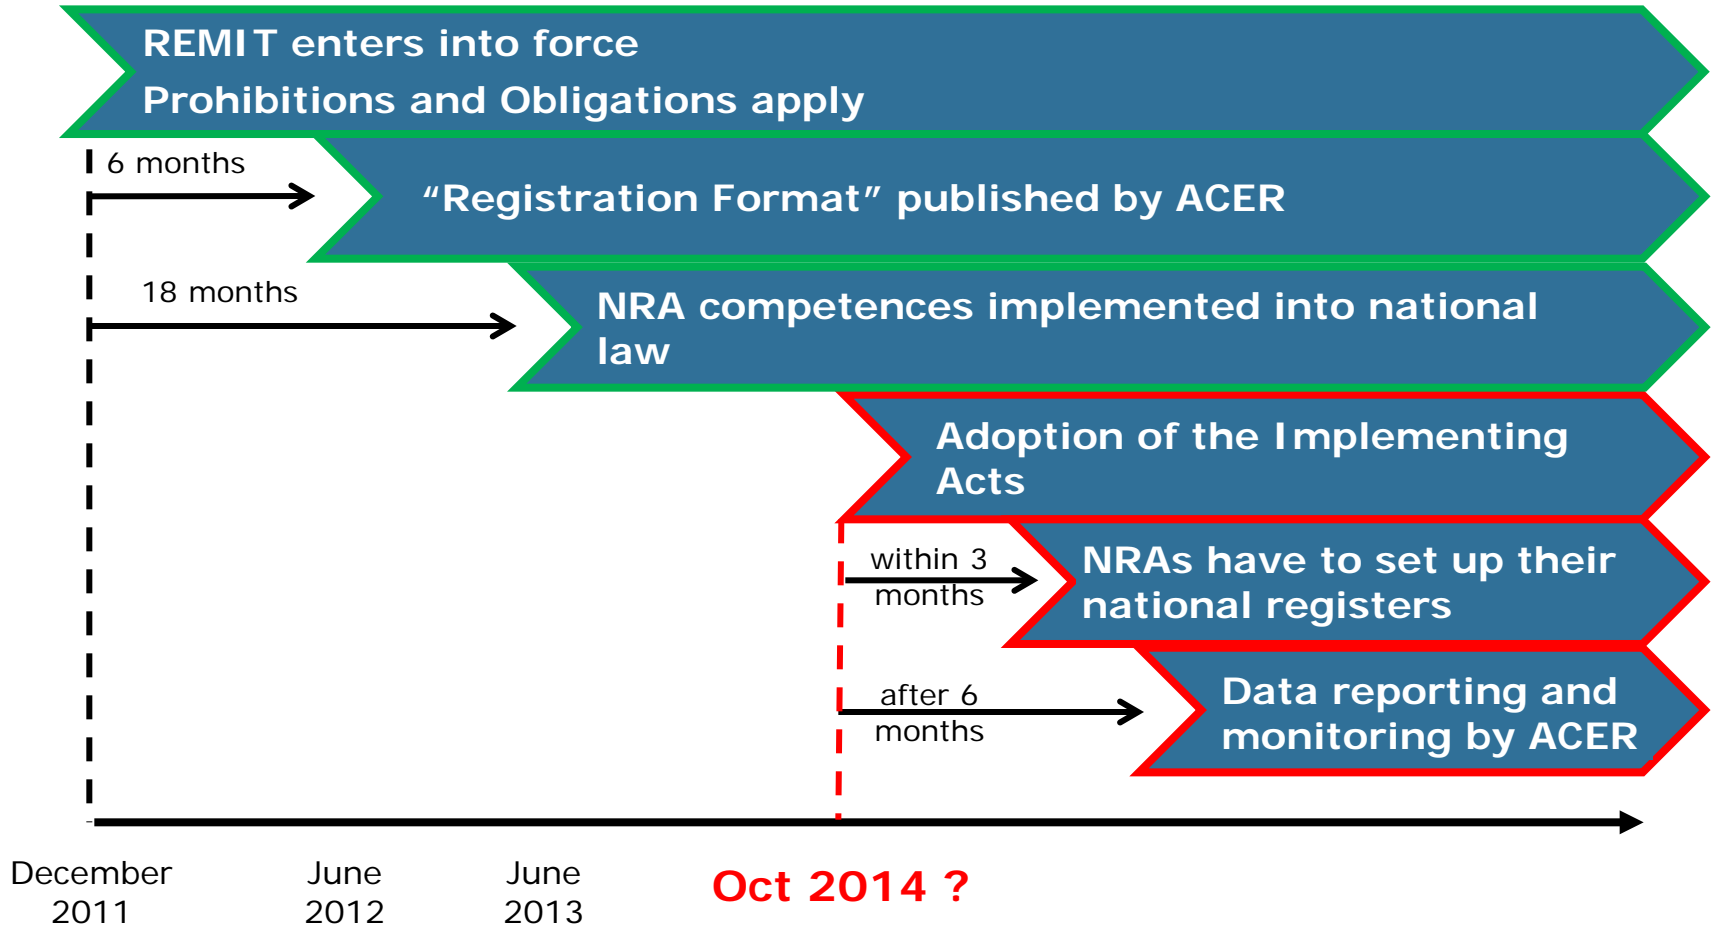 REMIT enters into force
Prohibitions and Obligations apply
6 months
“Registration Format” published by ACER
18 months
NRA competences implemented into national
law
Adoption of the Implementing
Acts
within 3
months
NRAs have to set up their
national registers
after 6
months
Data reporting and
monitoring by ACER
December
2011
June
2012
June
2013
Oct 2014 ?